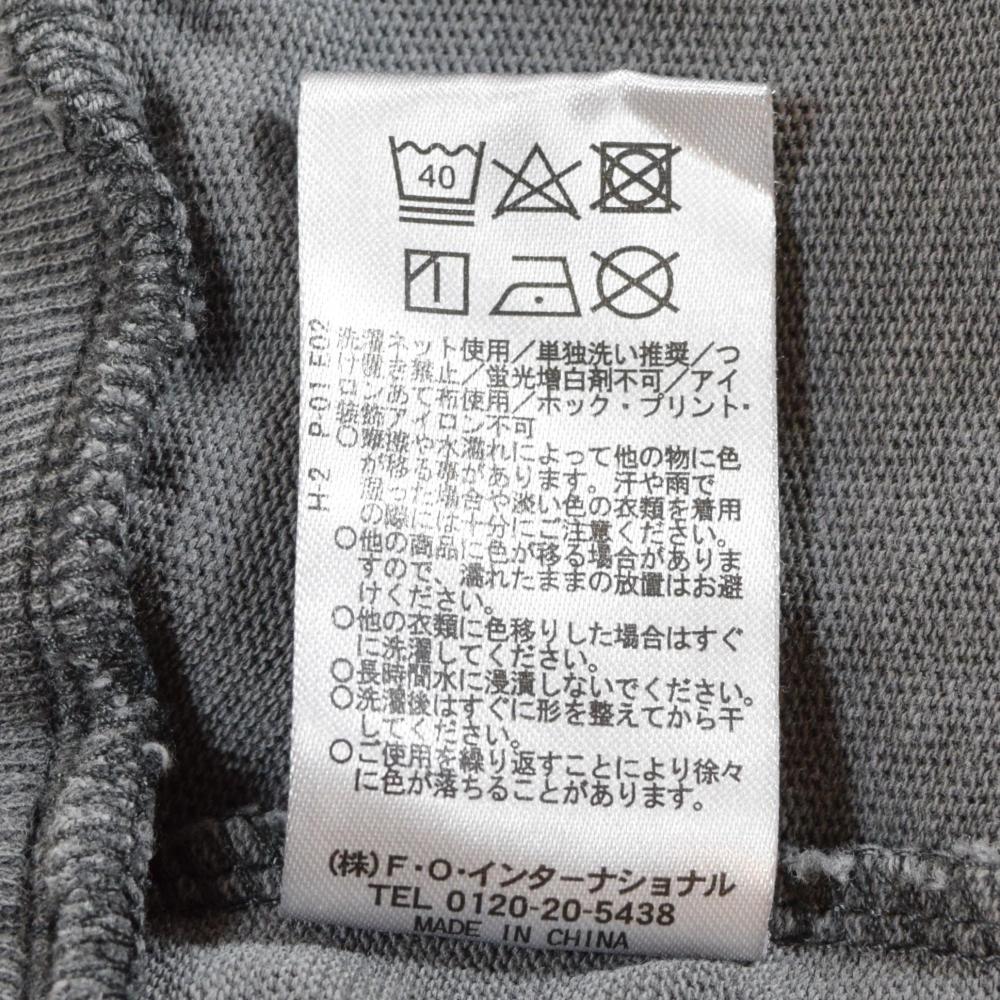 40
洗濯ネット使用/単独洗い推奨/つ
け置き禁止/蛍光増白剤不可/アイ
ロンあて布使用/ホック・プリント・
装飾アイロン不可
〇摩擦や水濡れによって他の物に色
が移ることがあります。汗や雨で
湿った場合や淡い色の衣類を着用
の際には十分にご注意ください。
〇他の商品に色が移る場合がありま
すので、濡れたままの放置はお避
けください。
〇他の衣類に色移りした場合はすぐ
に洗濯してください。
〇長時間水に浸漬しないでください。
〇洗濯後はすぐに形を整えてから干
してください。
〇ご使用を繰り返すことにより徐々
に色が落ちることがあります。
(株)F・O・インターナショナル
TEL 0120-20-5438
MADE IN CHINA
H-2 P01 E02